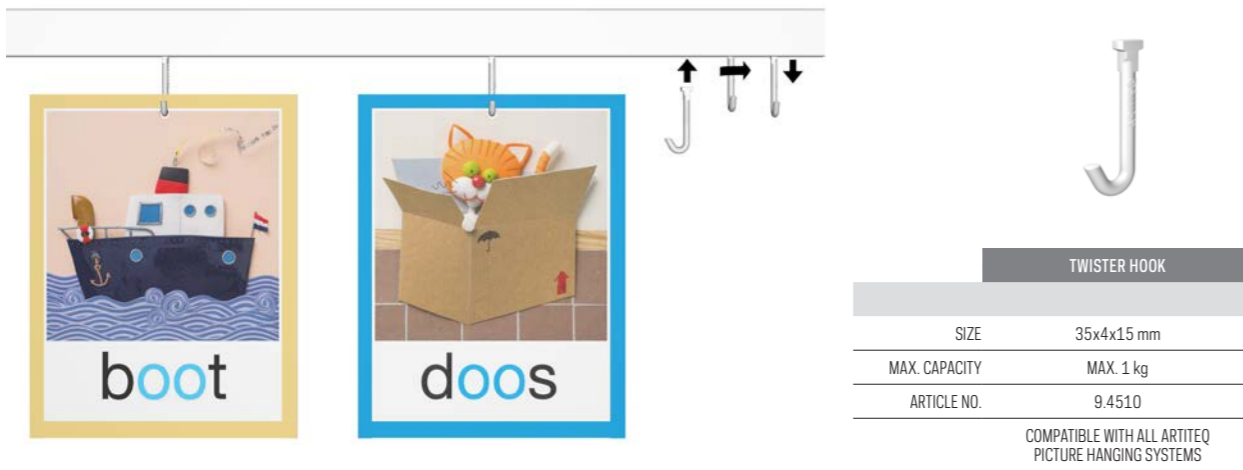 boot
doos
TWISTER HOOK
SIZE 35x4x15 mm
MAX. CAPACITY MAX. 1 kg
ARTICLE NO. 9.4510
COMPATIBLE WITH ALL ARTITEQ
PICTURE HANGING SYSTEMS